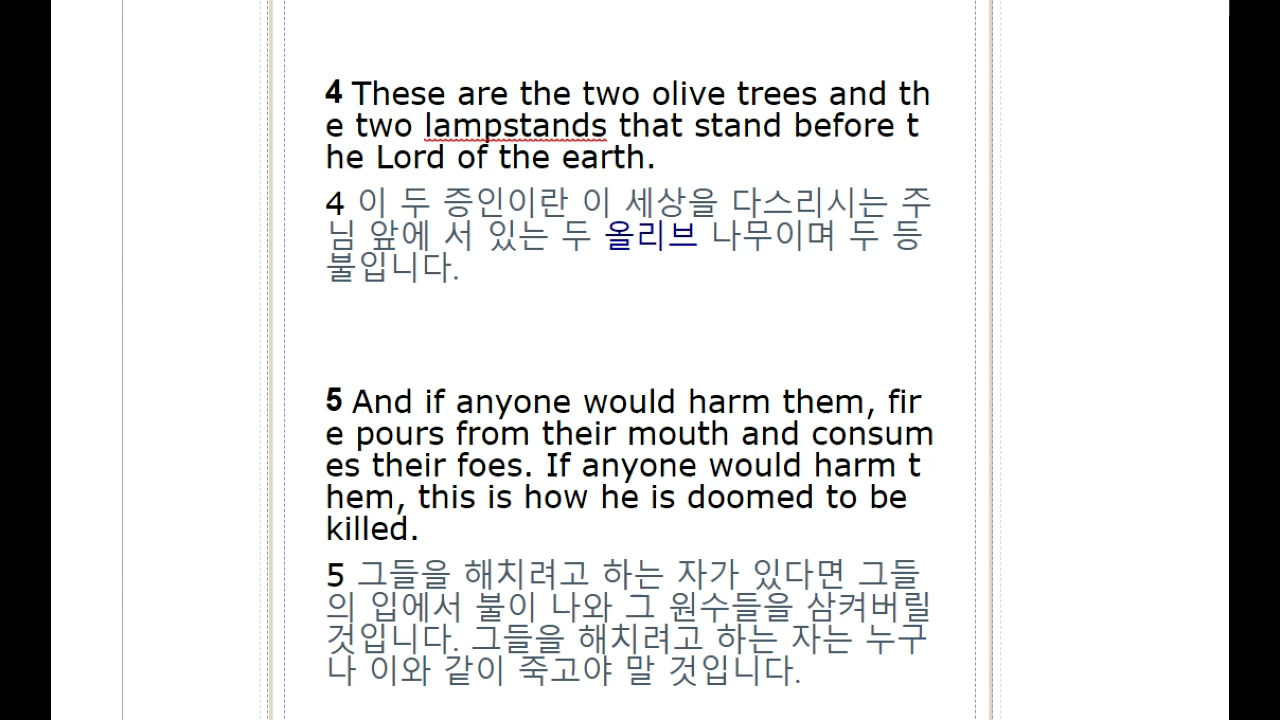 4 These are the two olive trees and th
e two lampstands that stand before t
he Lord of the earth.
4 이 두 증인이란 이 세상을 다스리시는 주
님 앞에 서 있는 두 올리브 나무이며 두 등
불입니다.
5 And if anyone would harm them, fir
e pours from their mouth and consum
es their foes. If anyone would harm t
hem, this is how he is doomed to be
killed.
5 그들을 해치려고 하는 자가 있다면 그들
의 입에서 불이 나와 그 원수들을 삼켜버릴
것입니다. 그들을 해치려고 하는 자는 누구
나 이와 같이 죽고야 말 것입니다.